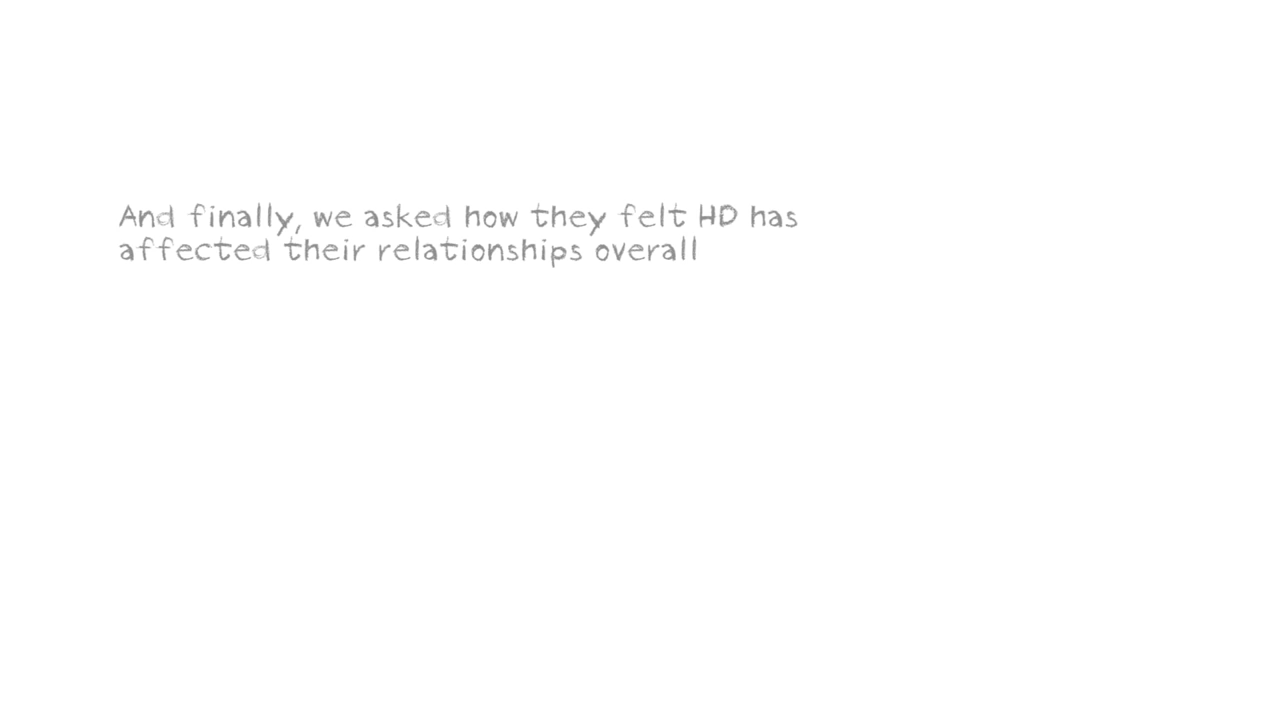 And finally, we asked how they felt HD has
affected their relationships overall